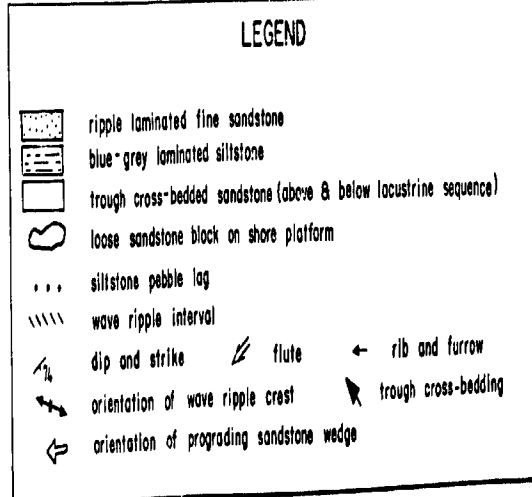 LEGEND
ripple laminated fine sandstone
blue-grey laminated siltstone
trough cross-bedded sandstone (above & below lacustrine sequence)
loose sandstone block on shore platform
siltstone pebble lag
wave ripple interval
dip and strike flute rib and furrow
orientation of wave ripple crest trough cross-bedding
orientation of prograding sandstone wedge